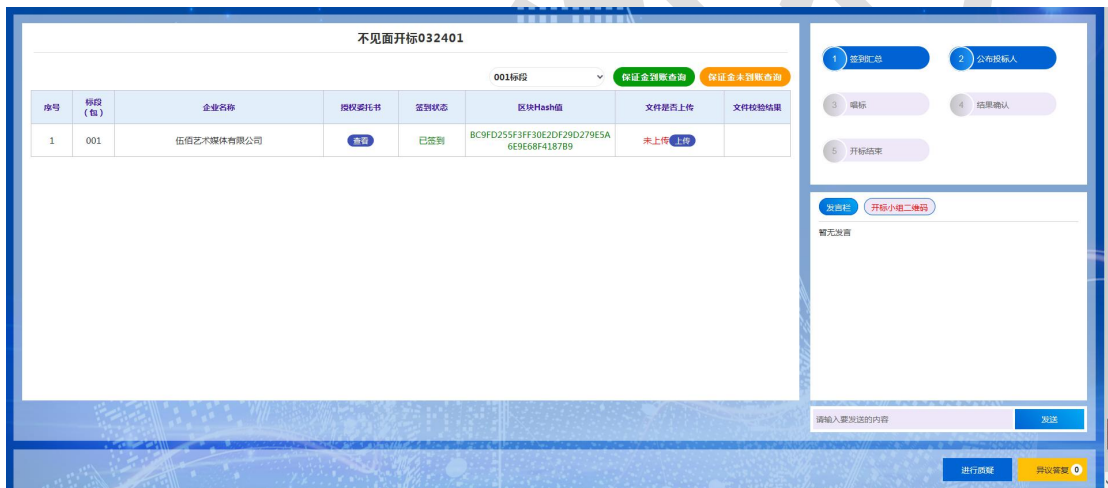 不见面开标032401
001标段 保证金到账查询 保证金未到账查询
序号 标段（包） 企业名称 授权委托书 签到状态 区块Hash值 文件是否上传 文件校验结果
1 001 伍佰艺术媒体有限公司 查看 已签到 BC9FD255F3FF30E2DF29D279E5A
6E9E68F4187B9 未上传 上传
1 签到汇总 2 公布投标人
3 唱标 4 结果确认
5 开标结束
发言栏 开标小组二维码
暂无发言
请输入要发送的内容 发送
进行质疑 异议答复 0